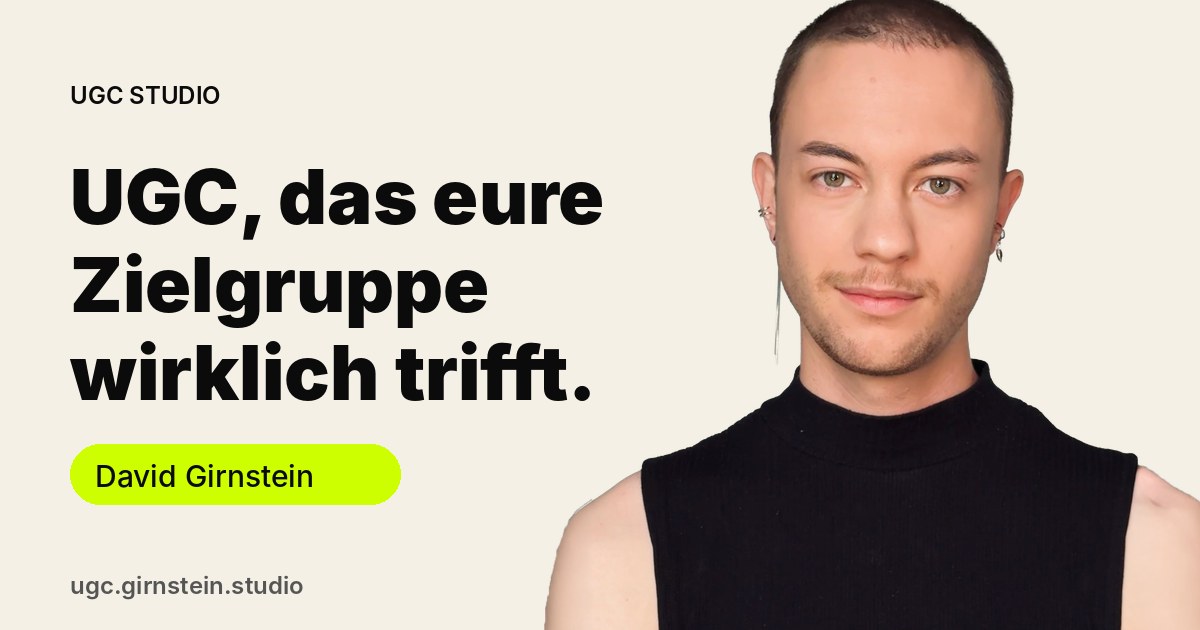 UGC STUDIO
UGC, das eure
Zielgruppe
wirklich trifft.
David Girnstein
ugc.girnstein.studio